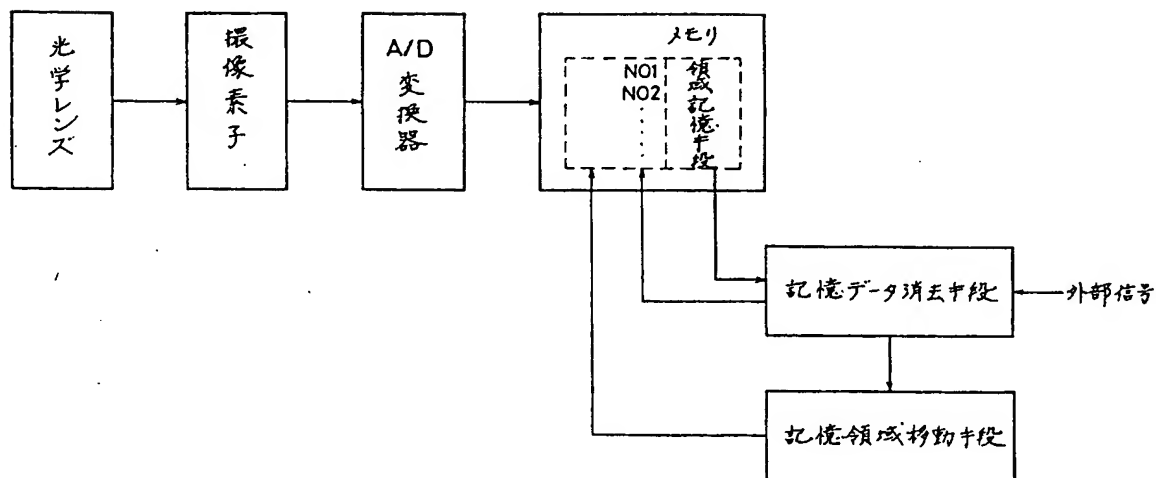 光学レンズ
撮像素子
A/D
変換器
メモリ
NO1
NO2
領域記憶手段
記憶データ消去手段
外部信号
記憶領域移動手段